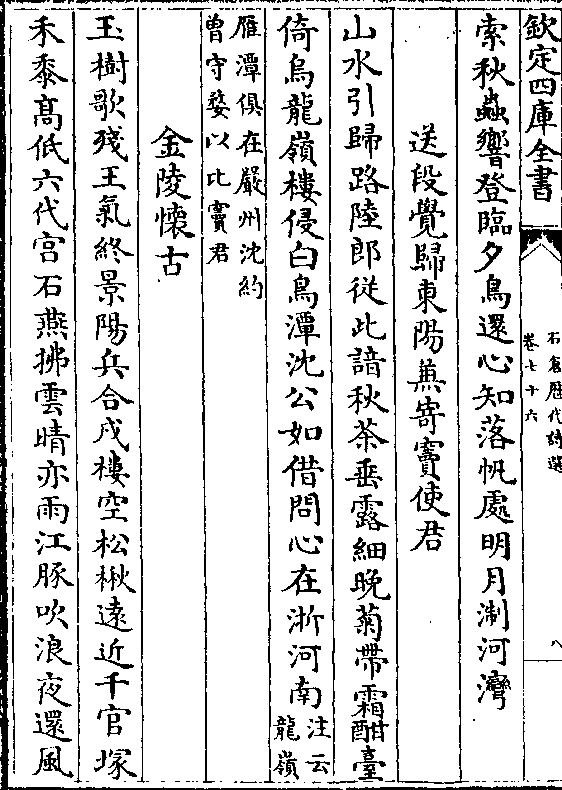 欽定四庫全書
石倉歷代詩選
卷七十六
八
索秋蟲響登臨夕鳥還心知落帆處明月淛河灣
送段覺歸東陽蒹寄竇使君
山水引歸路陸郎從此諳秋茶垂露細晚菊帶霜酣臺
倚烏龍嶺樓侵白鳥潭沈公如借問心在浙河南注云龍嶺
雁潭俱在嚴州沈約
曽守婺以比竇君
金陵懐古
玉樹歌殘王氣終景陽兵合戍樓空松楸遠近千官塚
禾黍髙低六代宫石燕拂雲晴亦雨江豚吹浪夜還風